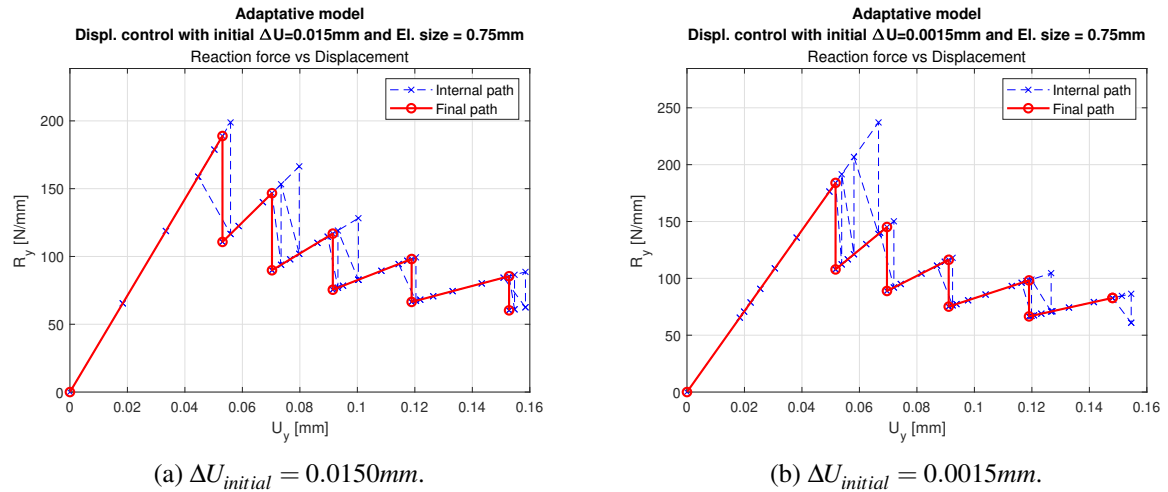 Adaptative model
Displ. control with initial ΔU=0.015mm and El. size = 0.75mm
Reaction force vs Displacement
Internal path
Final path
200
150
100
50
0
R_y [N/mm]
0 0.02 0.04 0.06 0.08 0.1 0.12 0.14 0.16
U_y [mm]
(a) ΔU_initial = 0.0150mm.
Adaptative model
Displ. control with initial ΔU=0.0015mm and El. size = 0.75mm
Reaction force vs Displacement
Internal path
Final path
250
200
150
100
50
0
R_y [N/mm]
0 0.02 0.04 0.06 0.08 0.1 0.12 0.14 0.16
U_y [mm]
(b) ΔU_initial = 0.0015mm.